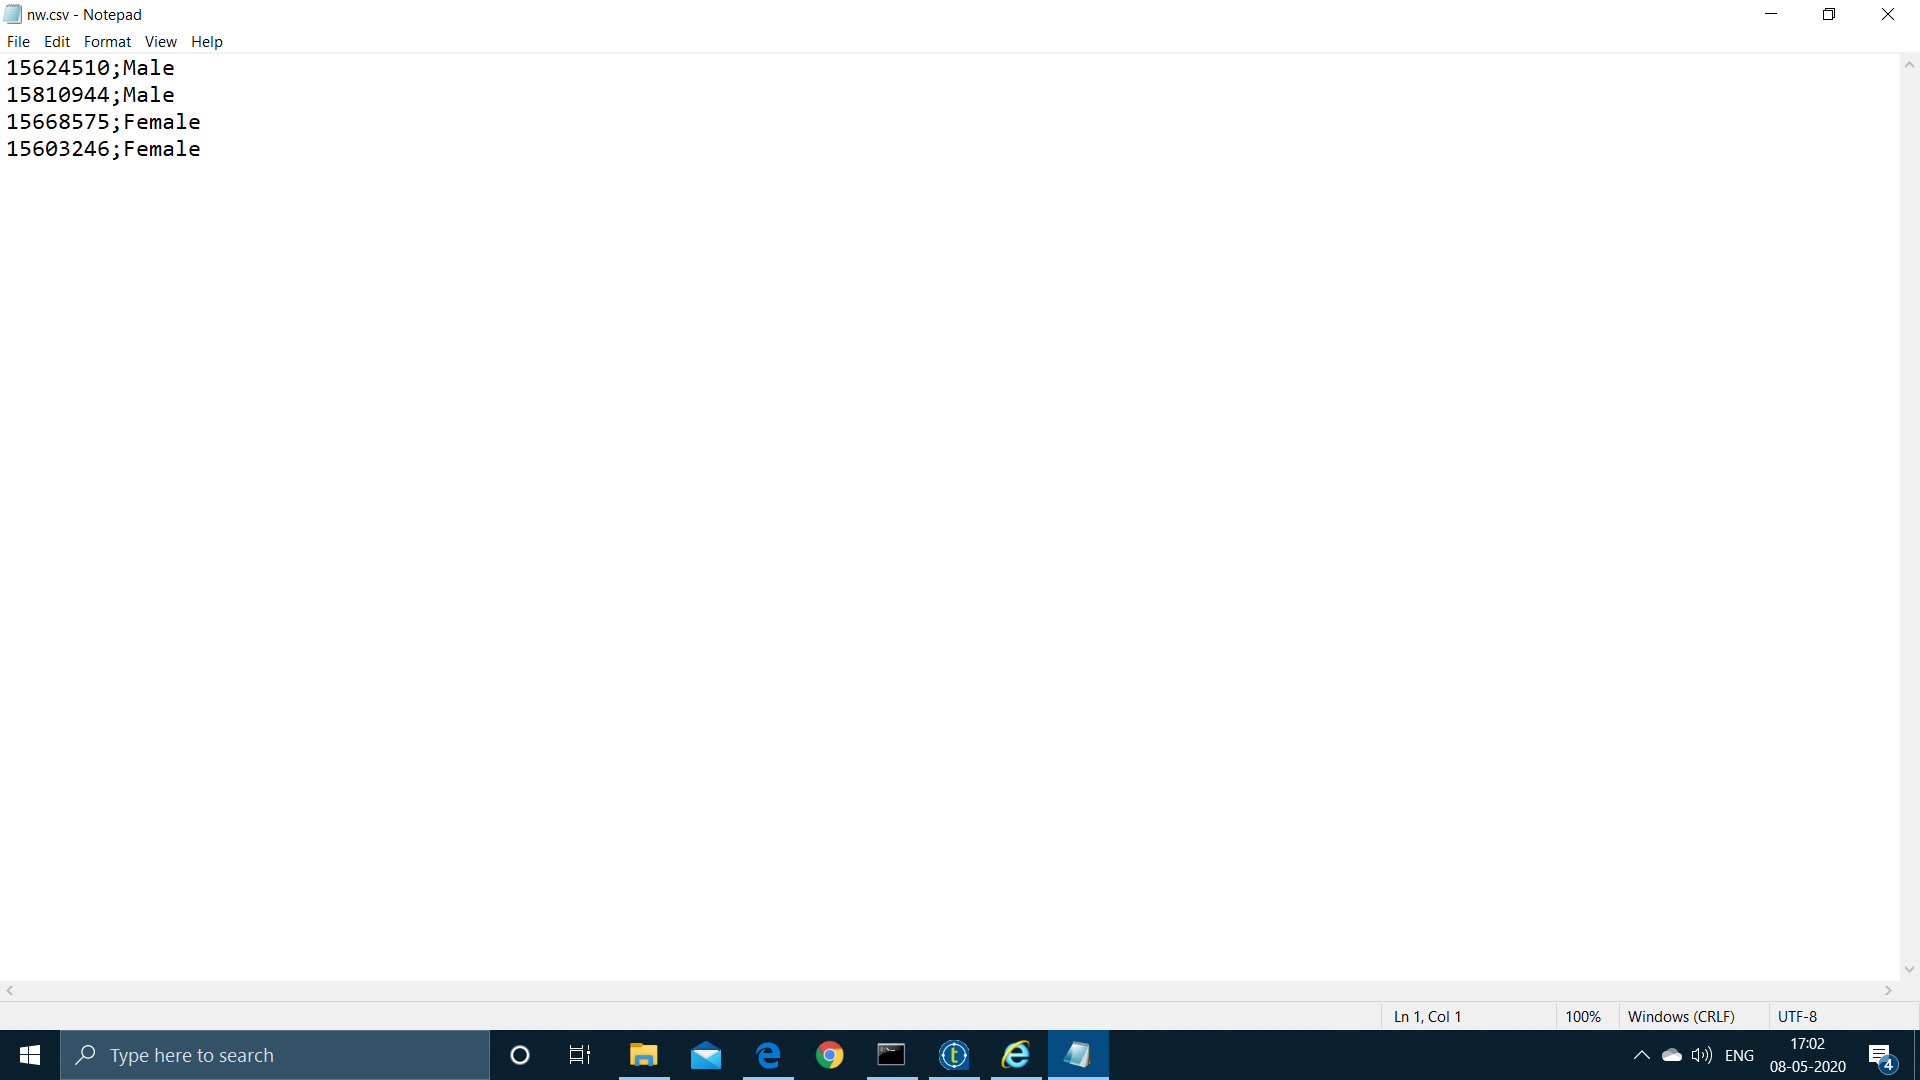 nw.csv - Notepad
File Edit Format View Help
15624510;Male
15810944;Male
15668575;Female
15603246;Female
Ln 1, Col 1 100% Windows (CRLF) UTF-8
Type here to search
ENG
17:02
08-05-2020
4